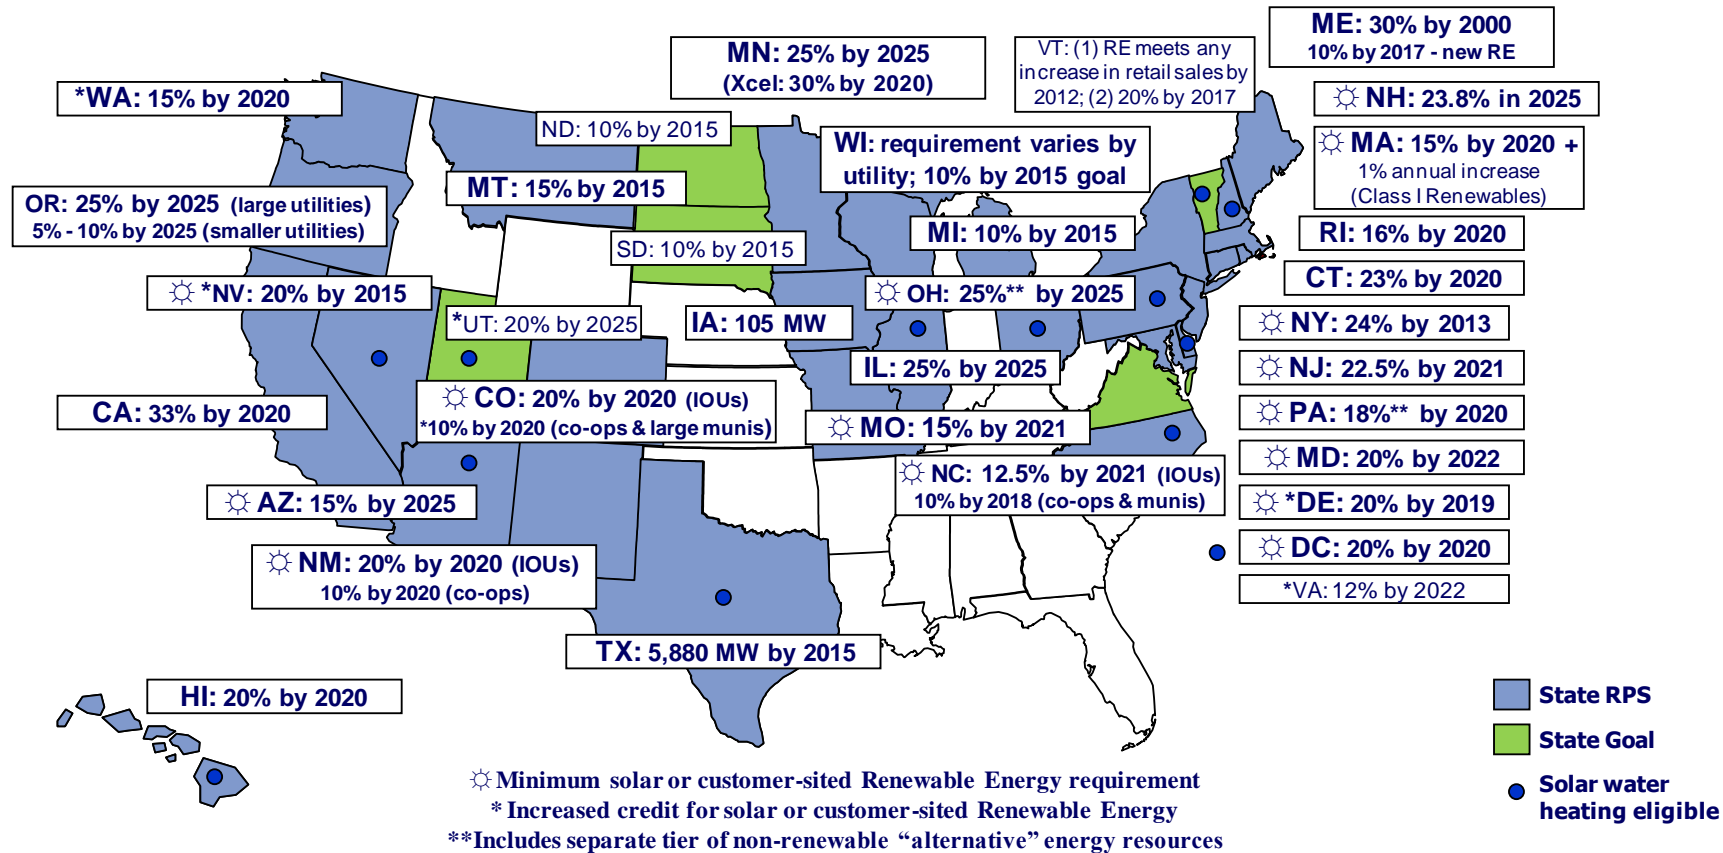 ME: 30% by 2000
10% by 2017 - new RE
MN: 25% by 2025
(Xcel: 30% by 2020)
VT: (1) RE meets any
increase in retail sales by
2012; (2) 20% by 2017
*WA: 15% by 2020
☼ NH: 23.8% in 2025
ND: 10% by 2015
WI: requirement varies by
utility; 10% by 2015 goal
☼ MA: 15% by 2020 +
1% annual increase
(Class I Renewables)
MT: 15% by 2015
OR: 25% by 2025 (large utilities)
5% - 10% by 2025 (smaller utilities)
SD: 10% by 2015
MI: 10% by 2015
RI: 16% by 2020
CT: 23% by 2020
☼ *NV: 20% by 2015
☼ OH: 25%** by 2025
*UT: 20% by 2025
IA: 105 MW
☼ NY: 24% by 2013
IL: 25% by 2025
☼ NJ: 22.5% by 2021
CA: 33% by 2020
☼ CO: 20% by 2020 (IOUs)
*10% by 2020 (co-ops & large munis)
☼ MO: 15% by 2021
☼ PA: 18%** by 2020
☼ MD: 20% by 2022
☼ NC: 12.5% by 2021 (IOUs)
10% by 2018 (co-ops & munis)
☼ AZ: 15% by 2025
☼ *DE: 20% by 2019
☼ DC: 20% by 2020
☼ NM: 20% by 2020 (IOUs)
10% by 2020 (co-ops)
*VA: 12% by 2022
TX: 5,880 MW by 2015
HI: 20% by 2020
State RPS
State Goal
Solar water
heating eligible
☼ Minimum solar or customer-sited Renewable Energy requirement
* Increased credit for solar or customer-sited Renewable Energy
**Includes separate tier of non-renewable “alternative” energy resources